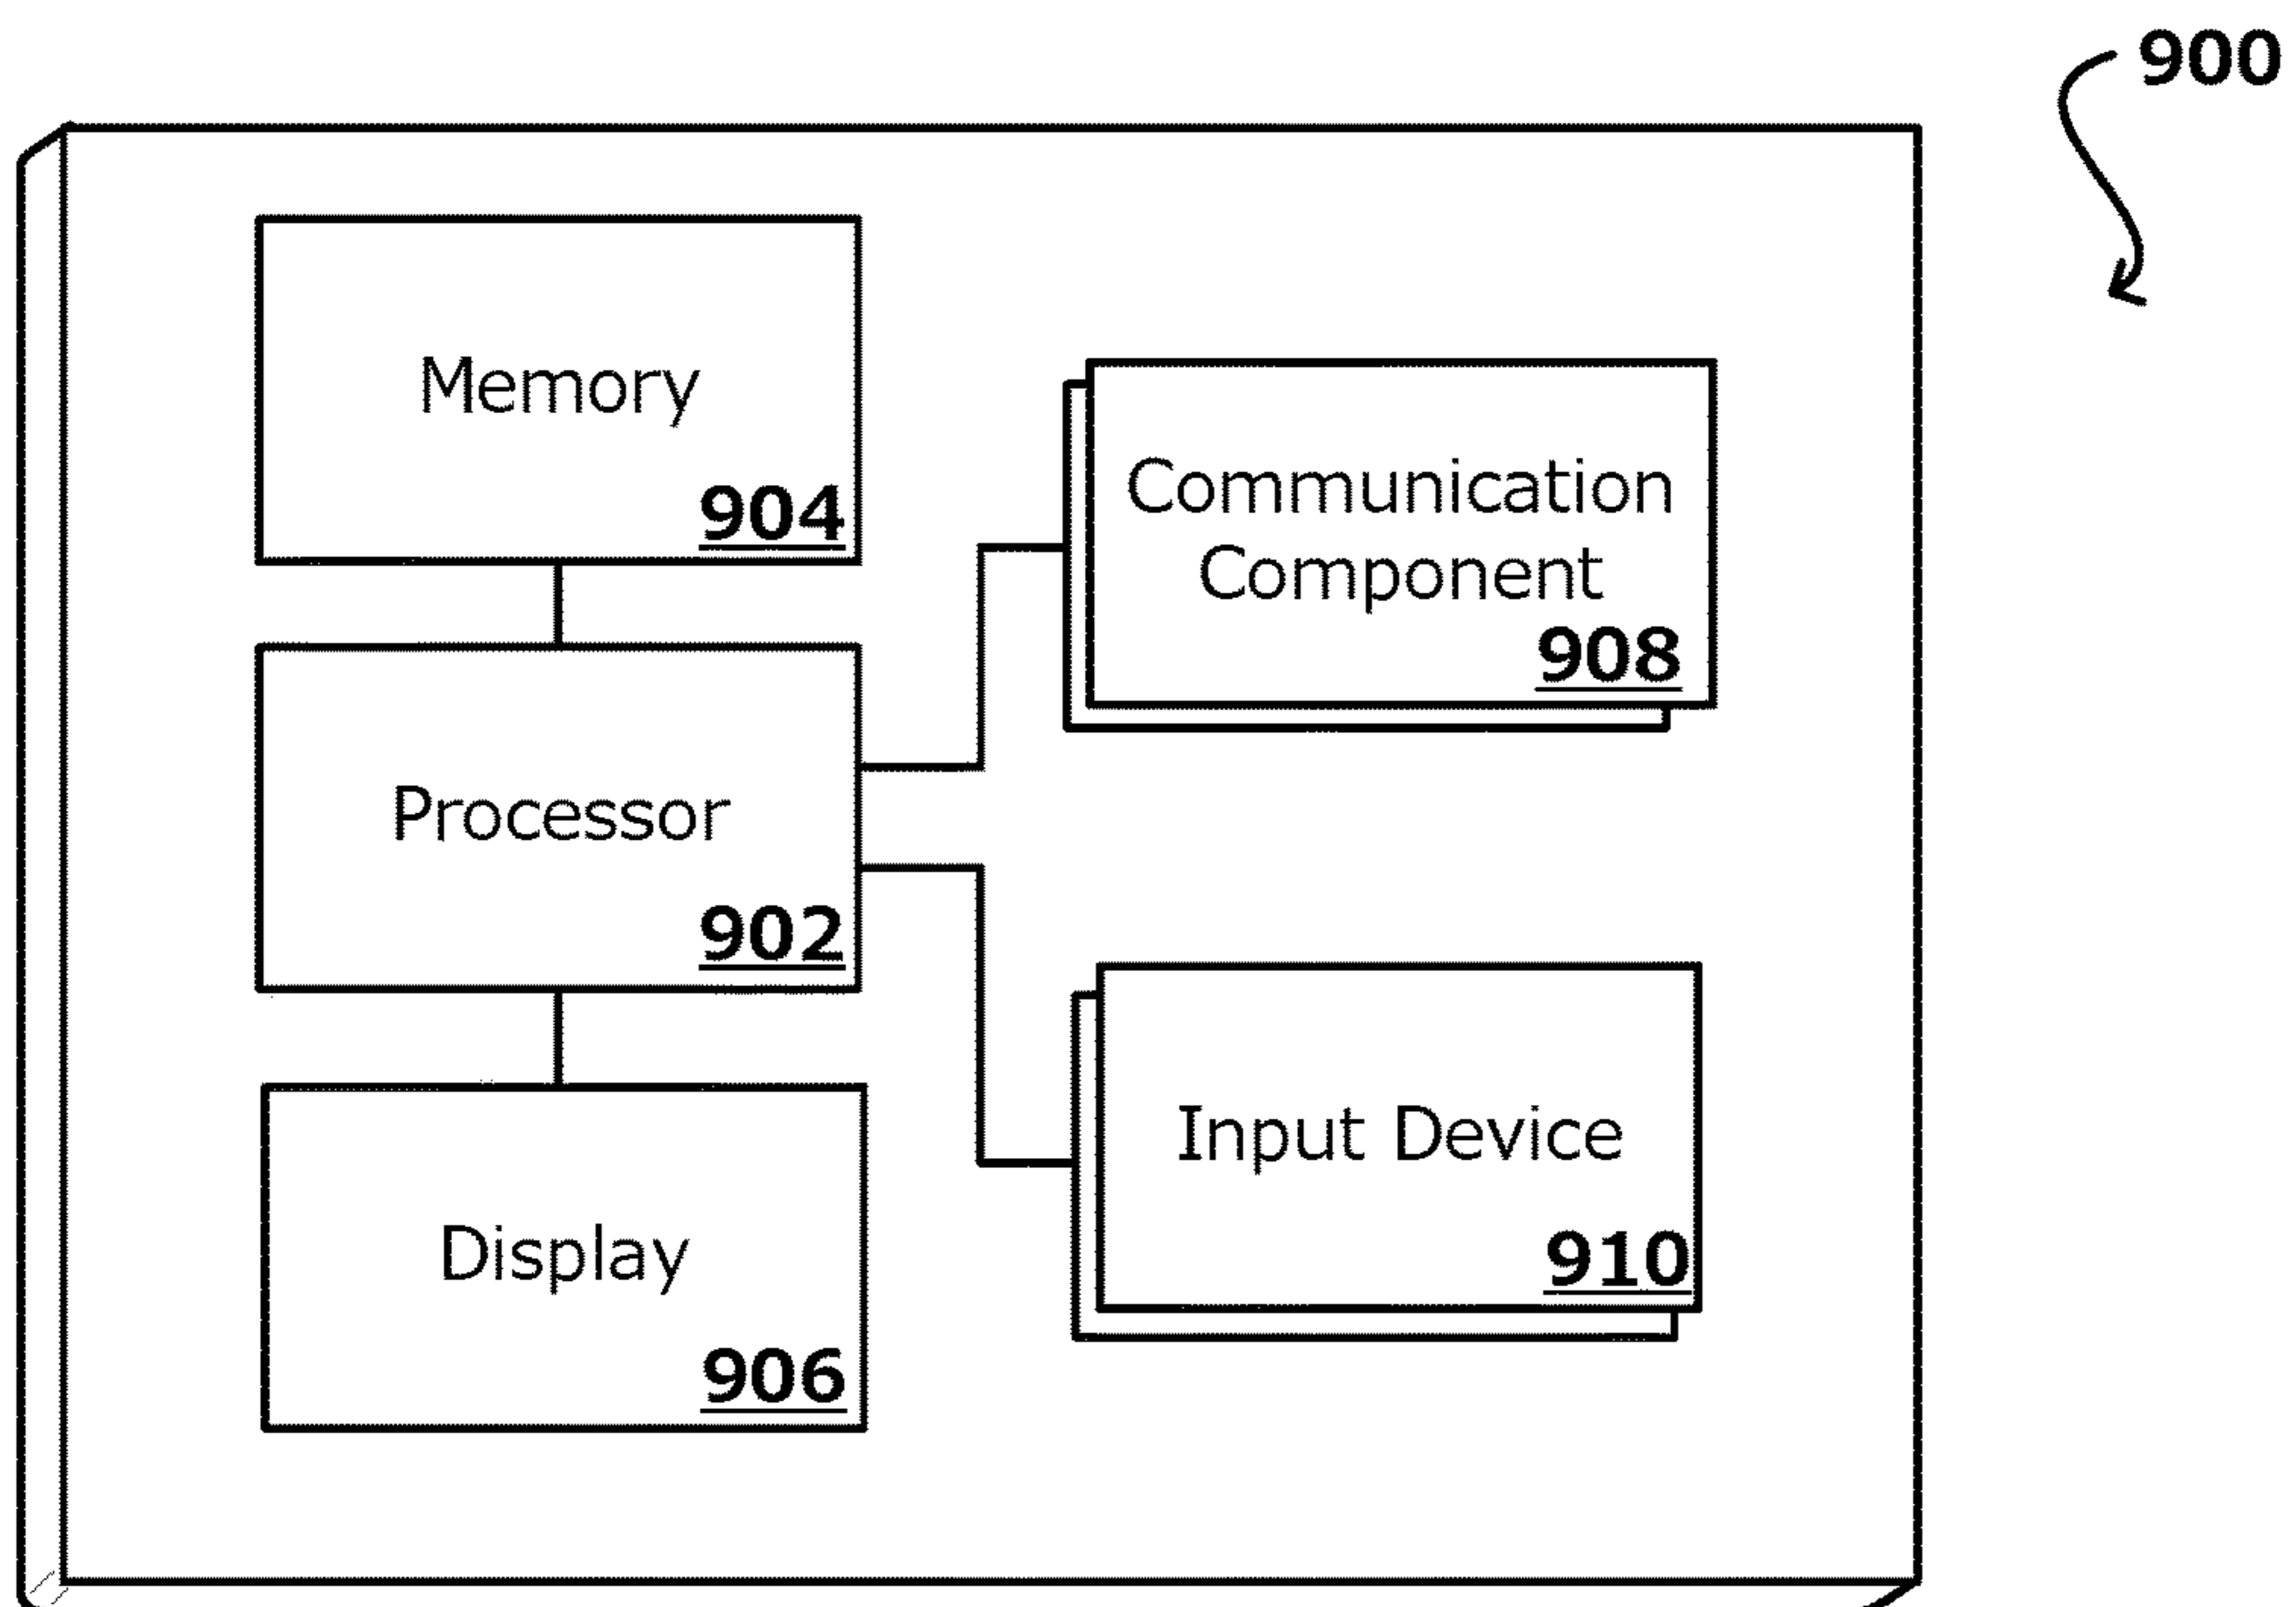 900
Memory
904
Communication
Component
908
Processor
902
Input Device
910
Display
906